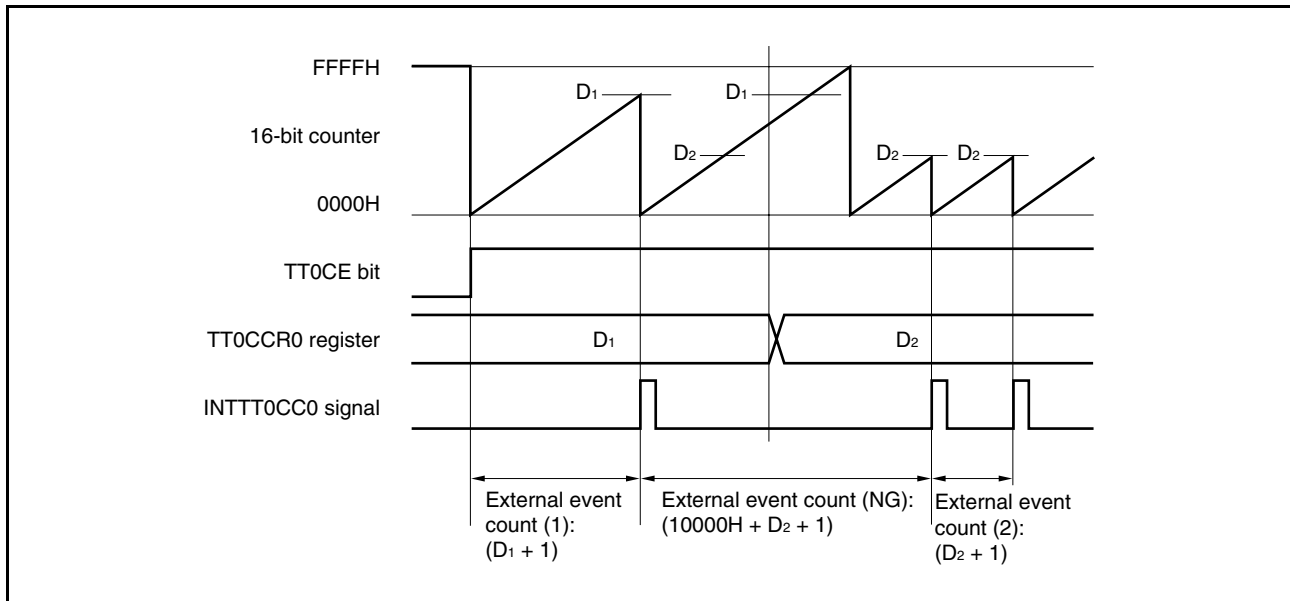 FFFFH
D1
D1
16-bit counter
D2
D2
D2
0000H
TT0CE bit
TT0CCR0 register
D1
D2
INTTT0CC0 signal
External event
count (1):
(D1 + 1)
External event count (NG):
(10000H + D2 + 1)
External event
count (2):
(D2 + 1)